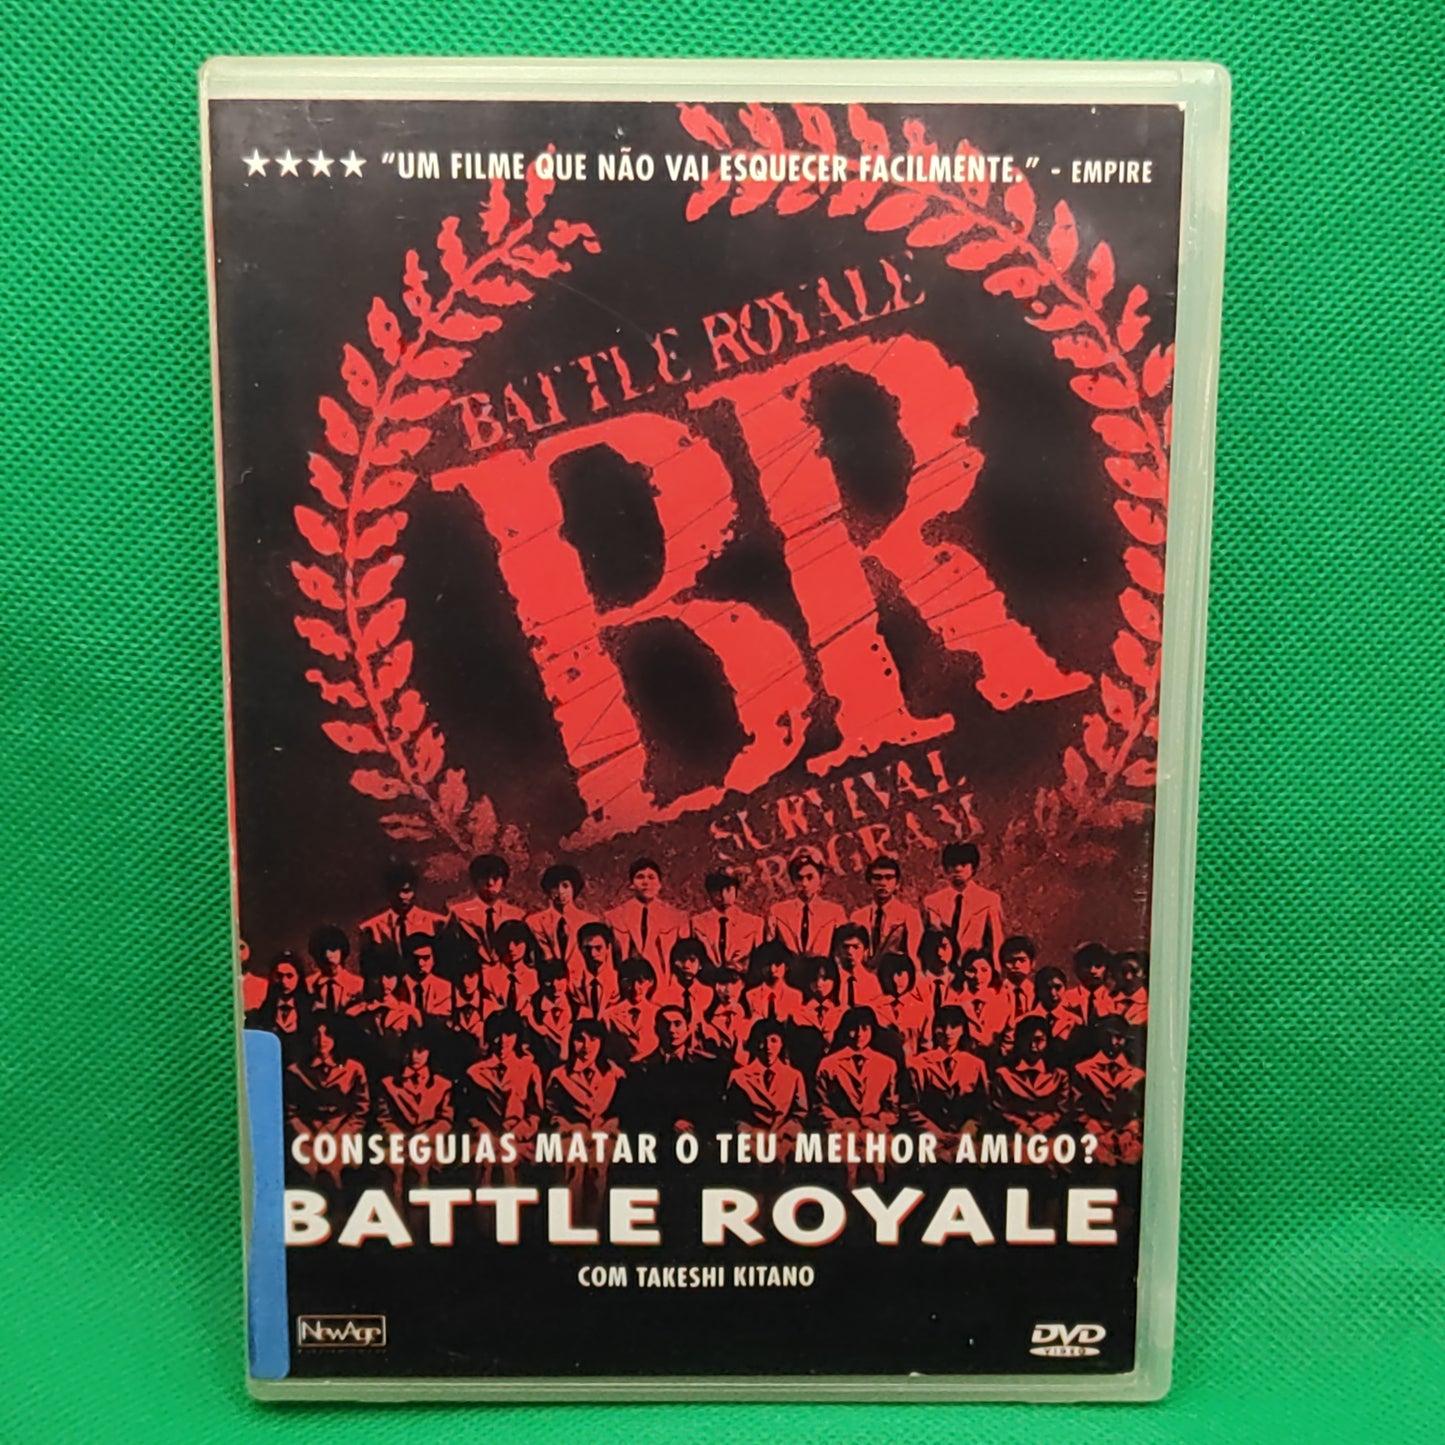 ★★★★ "UM FILME QUE NÃO VAI ESQUECER FACILMENTE." - EMPIRE
BATTLE ROYALE
BR
SURVIVAL
PROGRAM
CONSEGUIAS MATAR O TEU MELHOR AMIGO?
BATTLE ROYALE
COM TAKESHI KITANO
NewAge
DVD
VIDEO